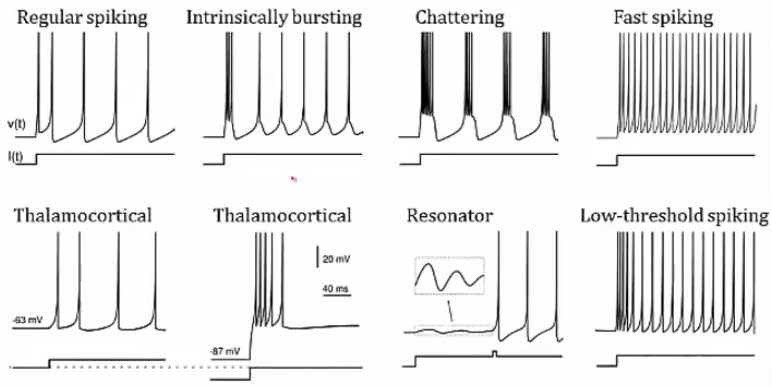 Regular spiking
Intrinsically bursting
Chattering
Fast spiking
v(t)
I(t)
Thalamocortical
Thalamocortical
Resonator
Low-threshold spiking
20 mV
40 ms
-63 mV
-87 mV